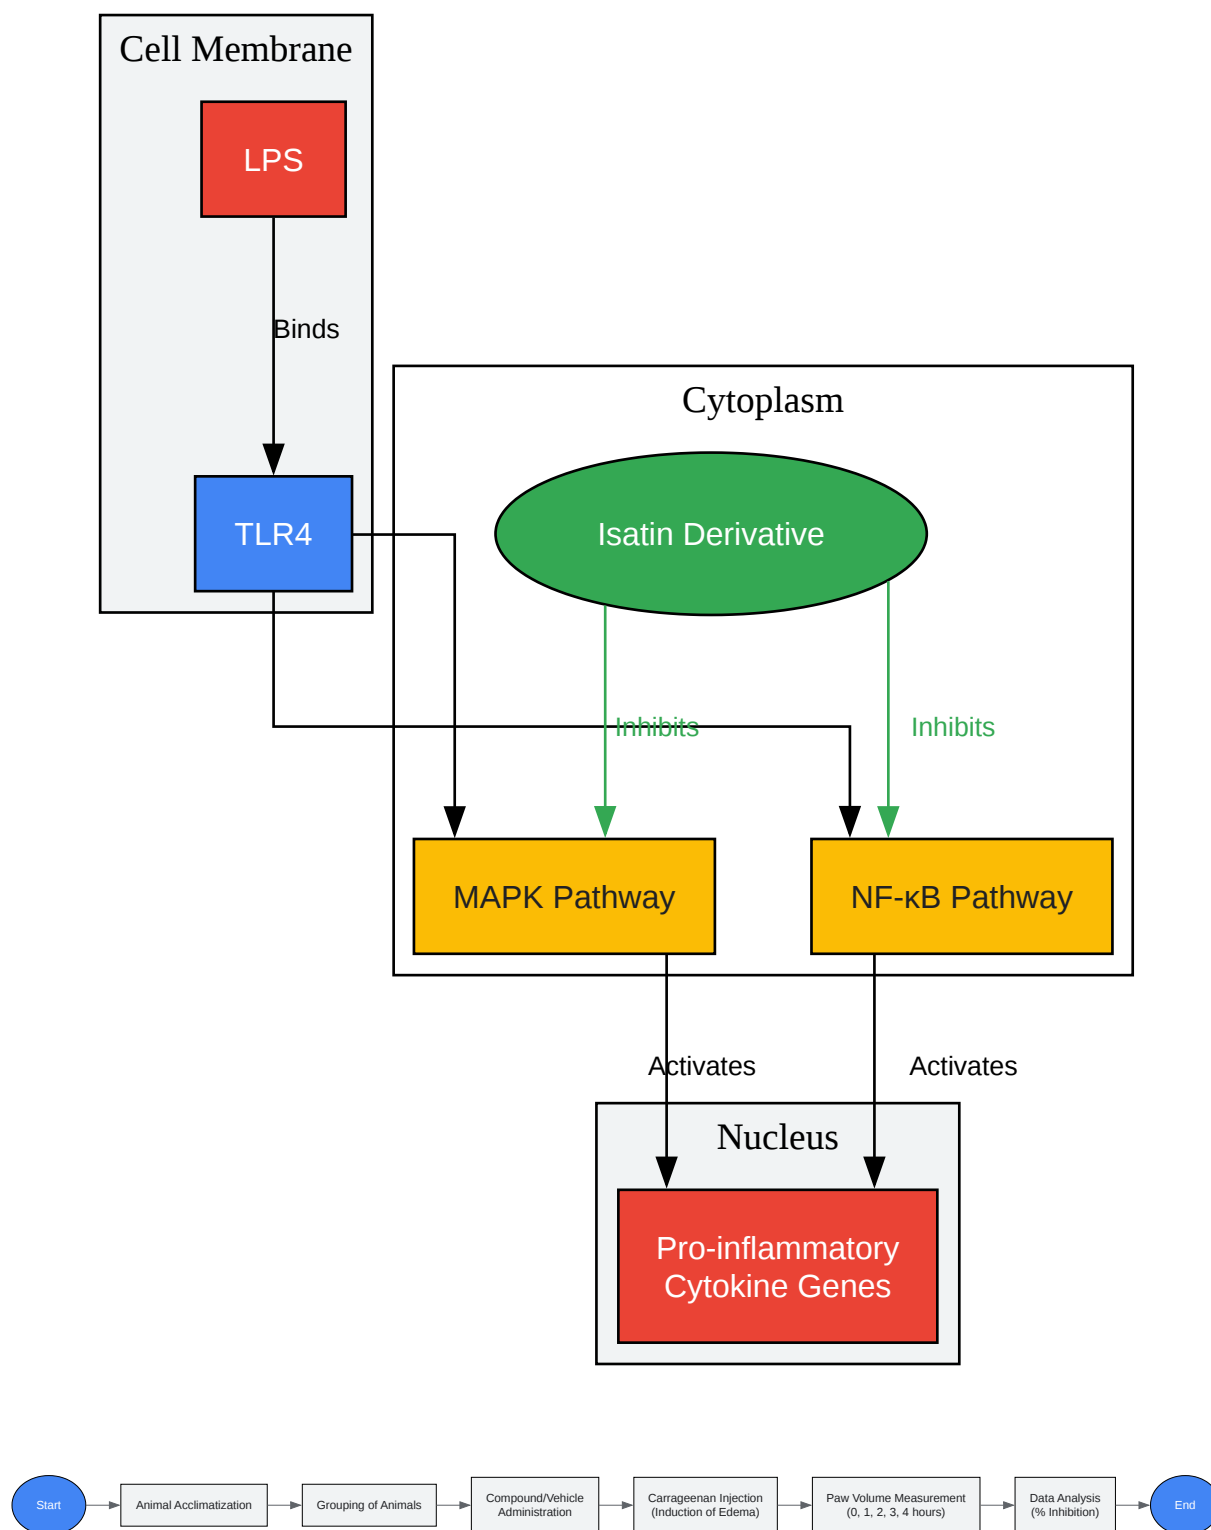 Cell Membrane
LPS
Binds
Cytoplasm
TLR4
Isatin Derivative
Inhibits
Inhibits
MAPK Pathway
NF-κB Pathway
Activates
Activates
Nucleus
Pro-inflammatory
Cytokine Genes
Start
Animal Acclimatization
Grouping of Animals
Compound/Vehicle
Administration
Carrageenan Injection
(Induction of Edema)
Paw Volume Measurement
(0, 1, 2, 3, 4 hours)
Data Analysis
(% Inhibition)
End